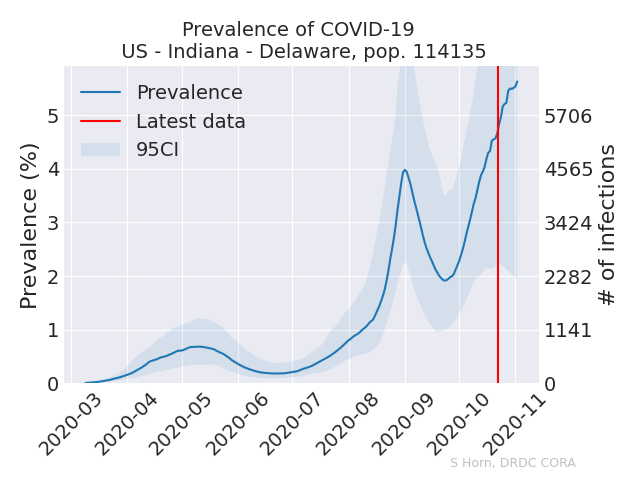 Prevalence of COVID-19
US - Indiana - Delaware, pop. 114135
Prevalence
Latest data
95CI
Prevalence (%)
5
4
3
2
1
0
5706
4565
3424
2282
1141
0
# of infections
2020-03
2020-04
2020-05
2020-06
2020-07
2020-08
2020-09
2020-10
2020-11
S Horn, DRDC CORA